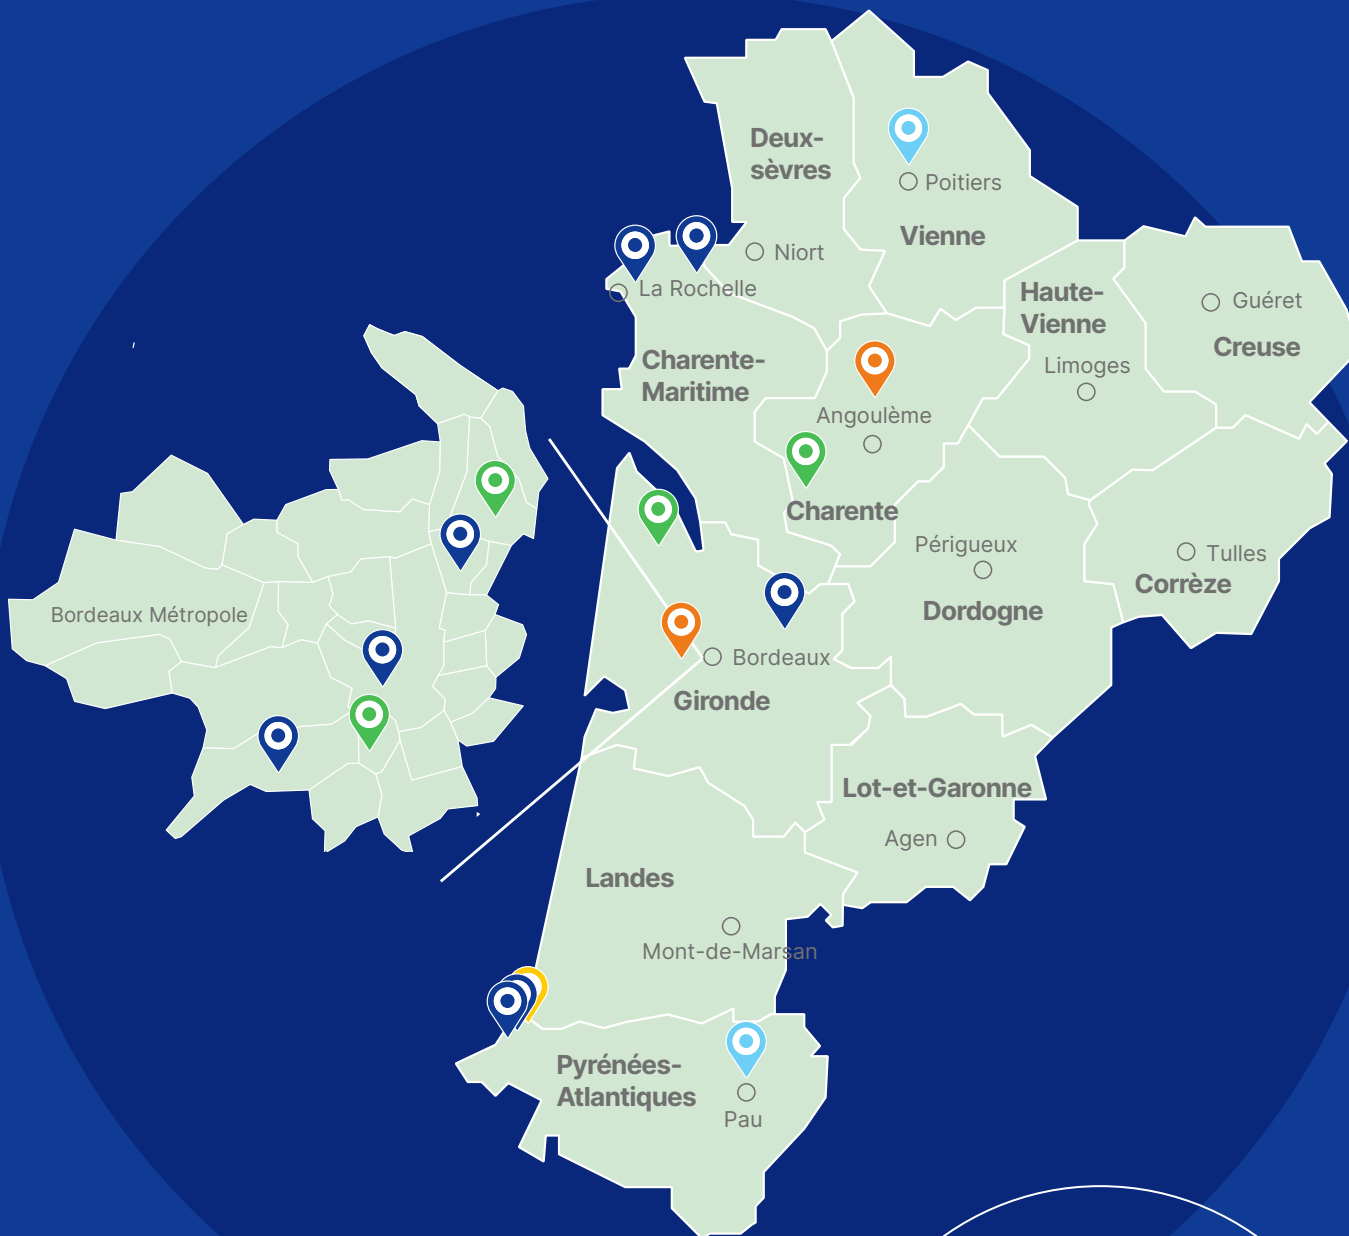 Deux-
sèvres
Poitiers
Vienne
Niort
La Rochelle
Haute-
Vienne
Guéret
Creuse
Charente-
Maritime
Limoges
Angoulême
Charente
Périgueux
Tulles
Corrèze
Dordogne
Bordeaux Métropole
Bordeaux
Gironde
Lot-et-Garonne
Agen
Landes
Mont-de-Marsan
Pyrénées-
Atlantiques
Pau